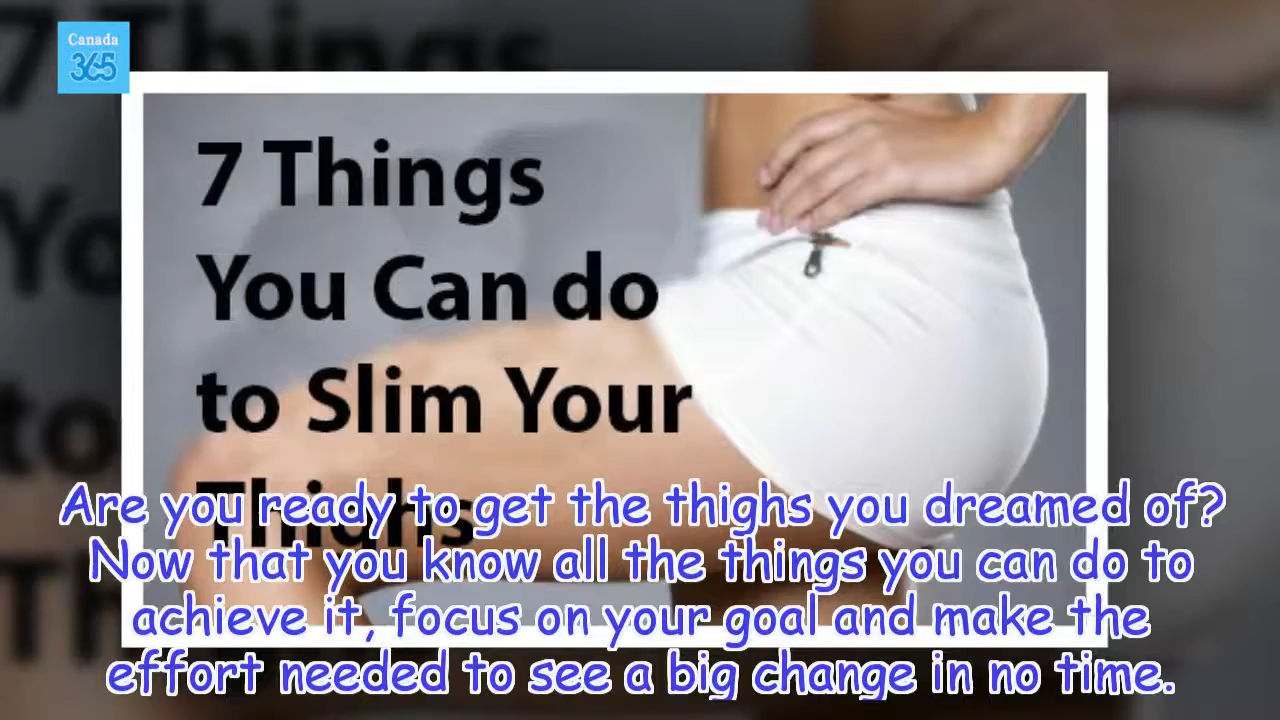 Canada
365
7 Things
You Can do
to Slim Your
Thighs
Are you ready to get the thighs you dreamed of?
Now that you know all the things you can do to
achieve it, focus on your goal and make the
effort needed to see a big change in no time.